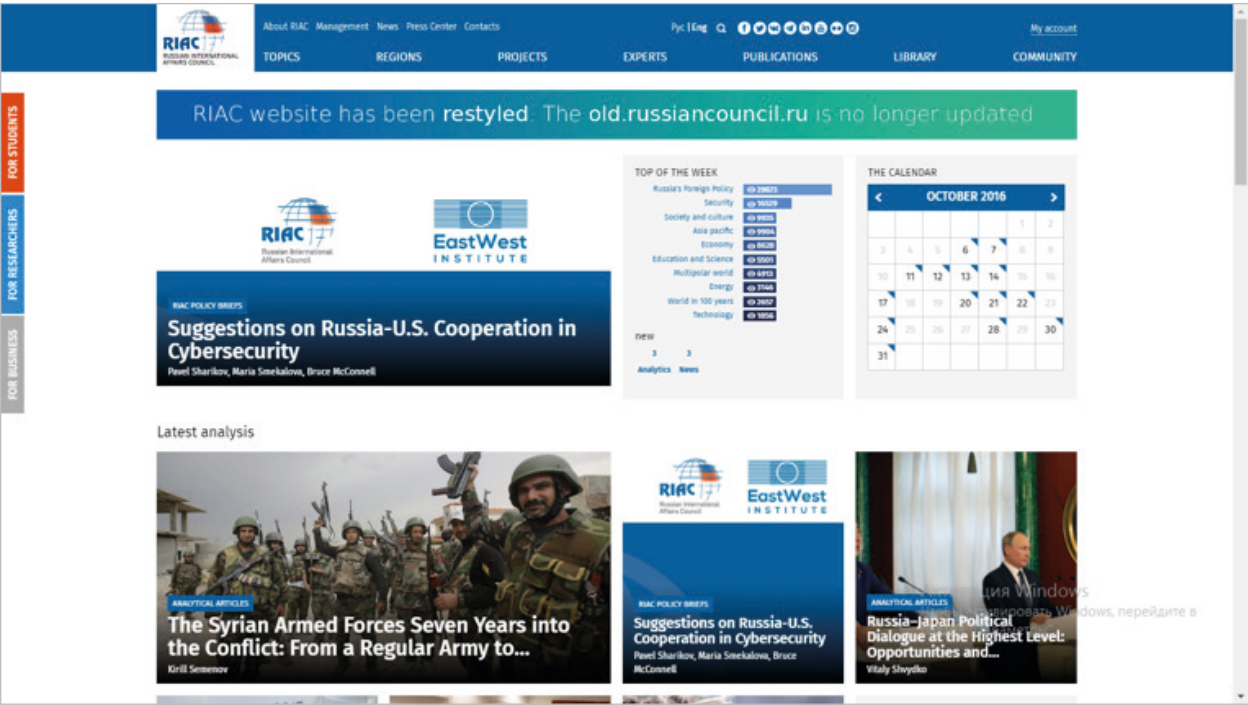 RIAC
RUSSIAN INTERNATIONAL
AFFAIRS COUNCIL
About RIAC Management News Press Center Contacts
Рус | Eng
My account
TOPICS REGIONS PROJECTS EXPERTS PUBLICATIONS LIBRARY COMMUNITY
FOR STUDENTS
FOR RESEARCHERS
FOR BUSINESS
RIAC website has been restyled. The old.russiancouncil.ru is no longer updated
RIAC
Russian International
Affairs Council
EastWest
INSTITUTE
RIAC POLICY BRIEFS
Suggestions on Russia-U.S. Cooperation in
Cybersecurity
Pavel Sharikov, Maria Smekalova, Bruce McConnell
TOP OF THE WEEK
Russia's Foreign Policy
Security
Society and culture
Asia pacific
Economy
Education and Science 5501
Multipolar world
Energy 3146
World in 100 years 2657
Technology 1856
new
3 3
Analytics News
THE CALENDAR
< OCTOBER 2016 >
1 2
3 4 5 6 7 8 9
10 11 12 13 14 15 16
17 18 19 20 21 22 23
24 25 26 27 28 29 30
31
Latest analysis
ANALYTICAL ARTICLES
The Syrian Armed Forces Seven Years into
the Conflict: From a Regular Army to...
Kirill Semenov
RIAC
Russian International
Affairs Council
EastWest
INSTITUTE
RIAC POLICY BRIEFS
Suggestions on Russia-U.S.
Cooperation in Cybersecurity
Pavel Sharikov, Maria Smekalova, Bruce
McConnell
ANALYTICAL ARTICLES
Russia–Japan Political
Dialogue at the Highest Level:
Opportunities and...
Vitaly Shvydko
Windows
Windows, перейдите в